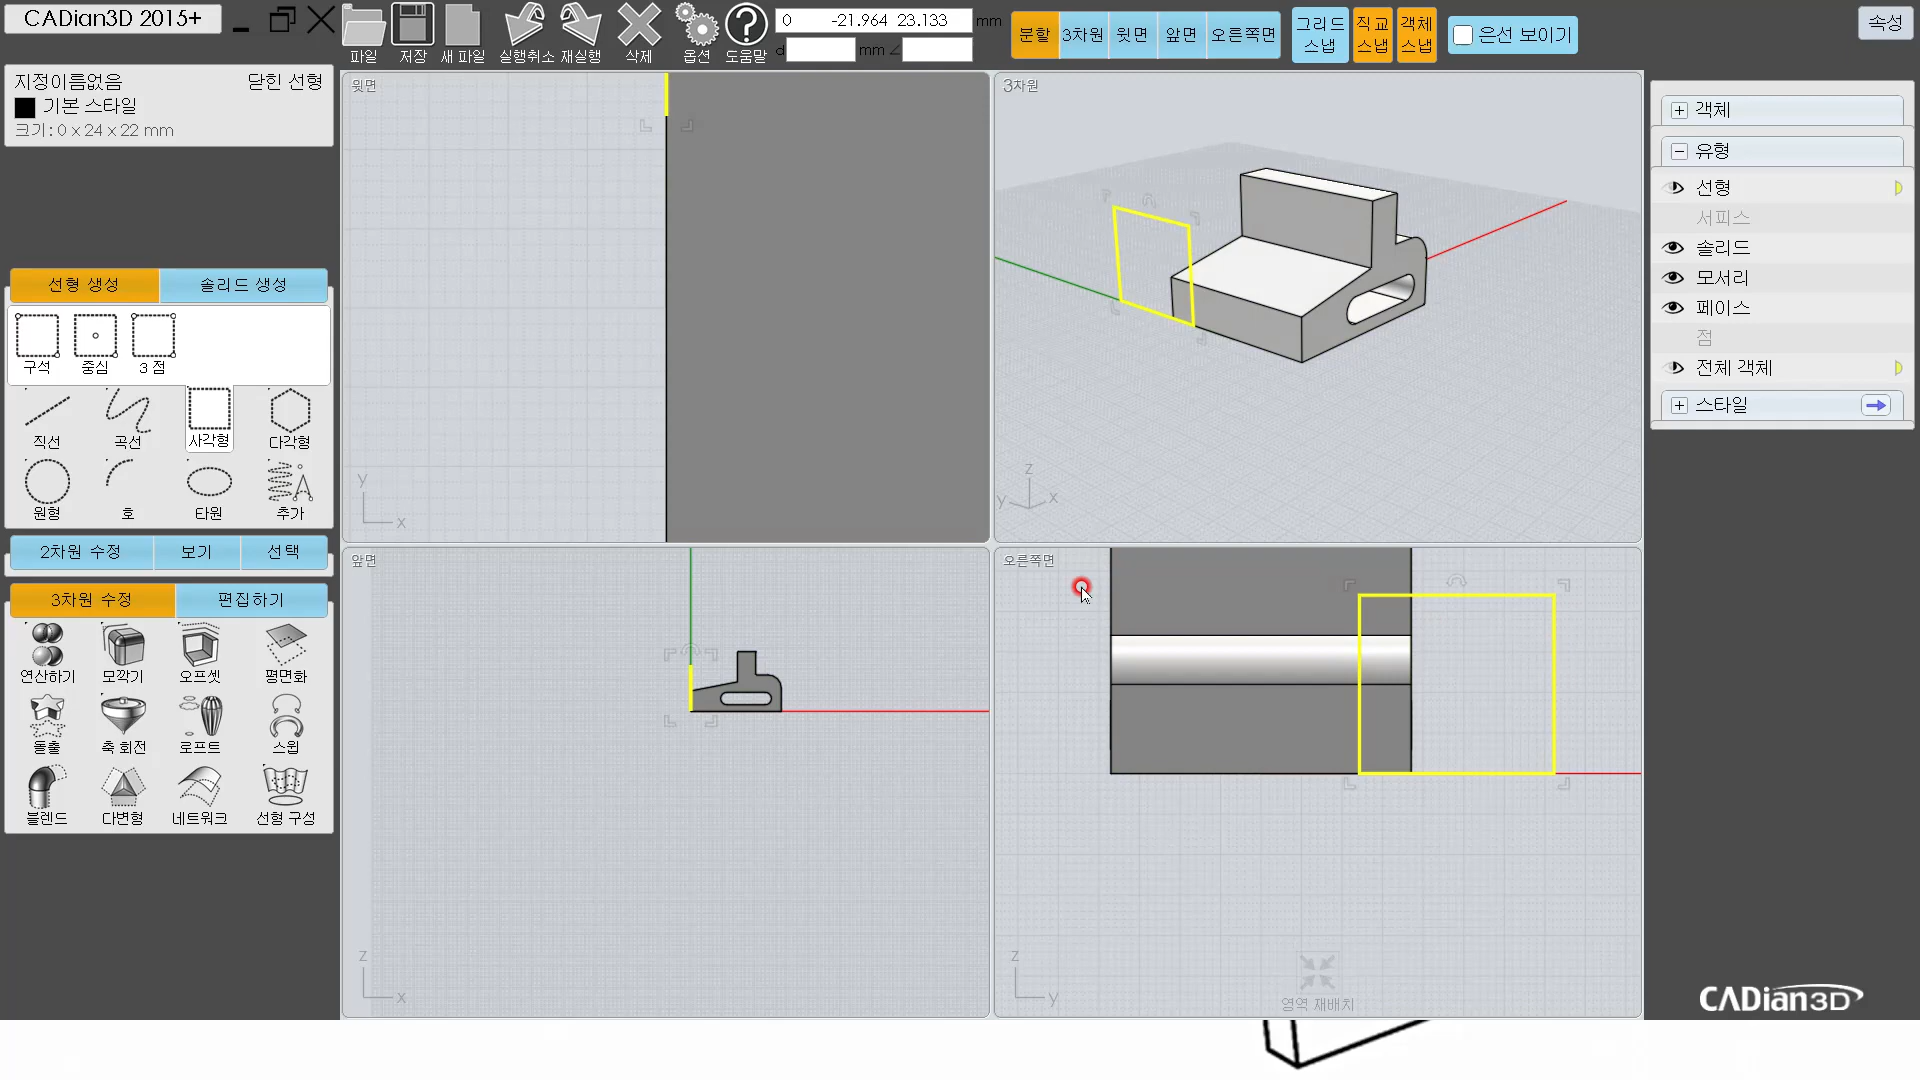 CADian3D 2015+
파일
저장
새 파일
실행취소
재실행
삭제
옵션
도움말
0 -21.964 23.133 mm
d mm ∠
분할
3차원
윗면
앞면
오른쪽면
그리드
스냅
직교
스냅
객체
스냅
은선 보이기
속성
지정이름없음 닫힌 선형
기본 스타일
크기: 0 x 24 x 22 mm
선형 생성
솔리드 생성
구석
중심
3 점
직선
곡선
사각형
다각형
원형
호
타원
추가
2차원 수정
보기
선택
3차원 수정
편집하기
연산하기
모깍기
오프셋
평면화
돌출
축 회전
로프트
스윕
블렌드
다변형
네트워크
선형 구성
윗면
y
x
3차원
z
y
x
앞면
z
x
오른쪽면
z
y
영역 재배치
객체
유형
선형
서피스
솔리드
모서리
페이스
점
전체 객체
스타일
CADian3D